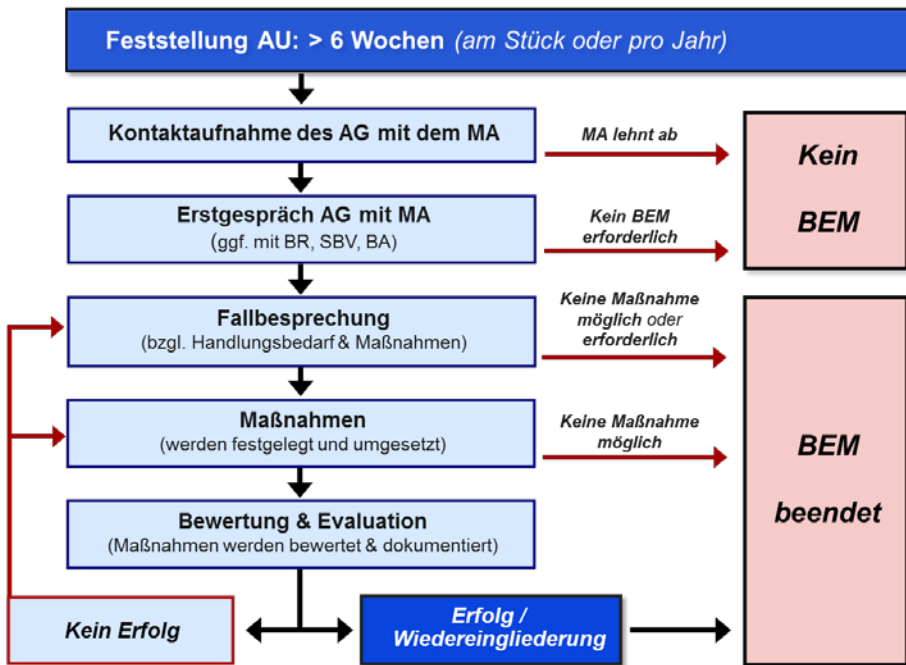 Feststellung AU: > 6 Wochen (am Stück oder pro Jahr)
Kontaktaufnahme des AG mit dem MA
MA lehnt ab
Kein
BEM
Erstgespräch AG mit MA
(ggf. mit BR, SBV, BA)
Kein BEM
erforderlich
Fallbesprechung
(bzgl. Handlungsbedarf & Maßnahmen)
Keine Maßnahme
möglich oder
erforderlich
Maßnahmen
(werden festgelegt und umgesetzt)
Keine Maßnahme
möglich
BEM
beendet
Bewertung & Evaluation
(Maßnahmen werden bewertet & dokumentiert)
Kein Erfolg
Erfolg /
Wiedereingliederung